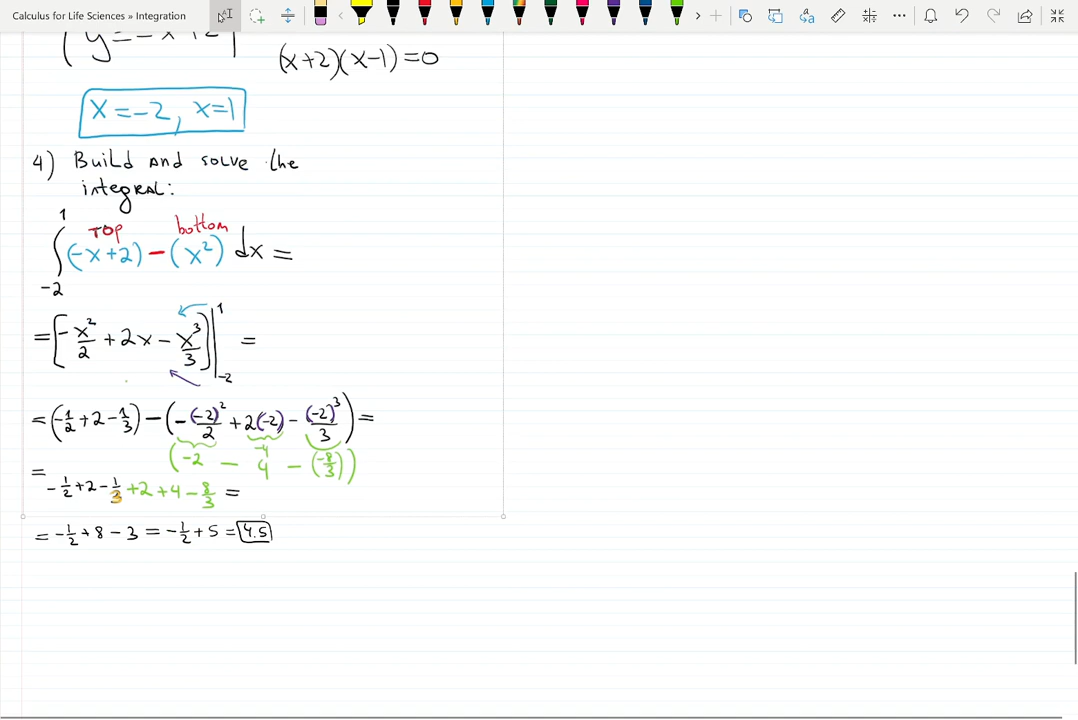 Calculus for Life Sciences » Integration
y = -x+2
(x+2)(x-1)=0
x=-2, x=1
4) Build and solve the
integral:
1
TOP bottom
∫ (-x+2) - (x²) dx =
-2
= [-x²/2 + 2x - x³/3] |₋₂¹ =
= (-1/2 + 2 - 1/3) - (-(-2)²/2 + 2(-2) - (-2)³/3) =
-4
(-2 - 4 - (-8/3))
= -1/2 + 2 - 1/3 + 2 + 4 - 8/3 =
= -1/2 + 8 - 3 = -1/2 + 5 = 4.5